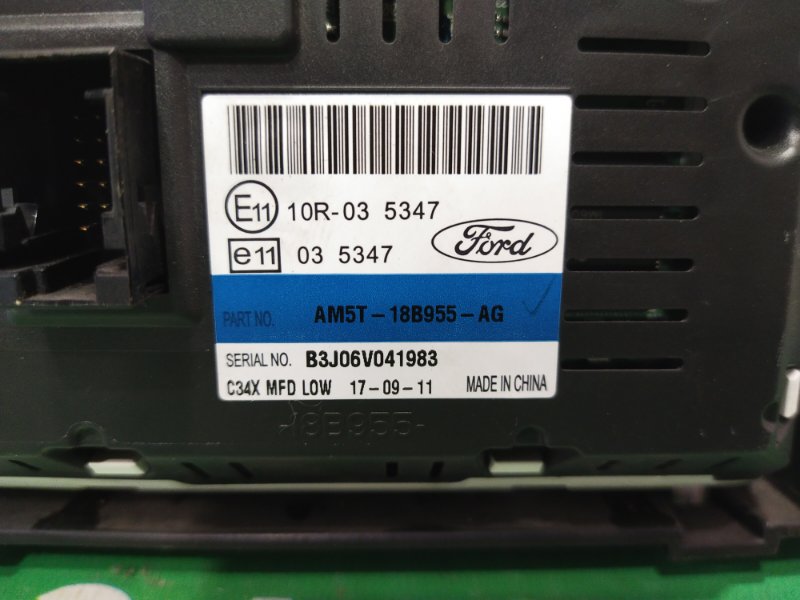 E11 10R-03 5347
e11 03 5347 Ford
PART NO. AM5T-18B955-AG
SERIAL NO. B3J06V041983
C34X MFD LOW 17-09-11 MADE IN CHINA
-18B955-